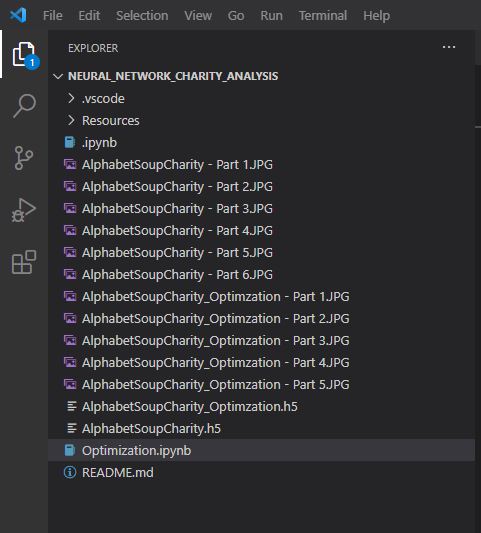 File Edit Selection View Go Run Terminal Help
EXPLORER ...
1
NEURAL_NETWORK_CHARITY_ANALYSIS
.vscode
Resources
.ipynb
AlphabetSoupCharity - Part 1.JPG
AlphabetSoupCharity - Part 2.JPG
AlphabetSoupCharity - Part 3.JPG
AlphabetSoupCharity - Part 4.JPG
AlphabetSoupCharity - Part 5.JPG
AlphabetSoupCharity - Part 6.JPG
AlphabetSoupCharity_Optimzation - Part 1.JPG
AlphabetSoupCharity_Optimzation - Part 2.JPG
AlphabetSoupCharity_Optimzation - Part 3.JPG
AlphabetSoupCharity_Optimzation - Part 4.JPG
AlphabetSoupCharity_Optimzation - Part 5.JPG
AlphabetSoupCharity_Optimzation.h5
AlphabetSoupCharity.h5
Optimization.ipynb
README.md